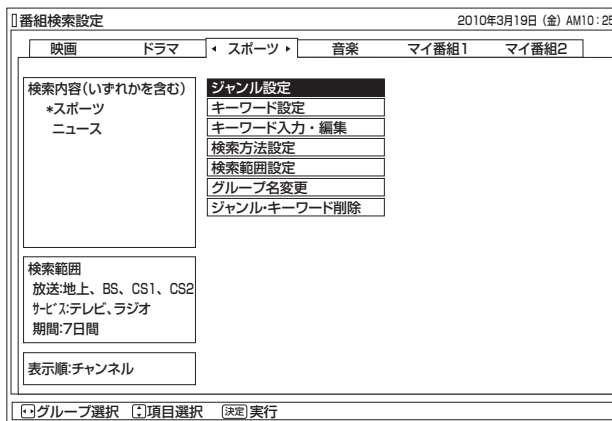 番組検索設定 2010年3月19日（金）AM10：25
映画 ドラマ スポーツ 音楽 マイ番組1 マイ番組2
検索内容（いずれかを含む）
*スポーツ
ニュース
ジャンル設定
キーワード設定
キーワード入力・編集
検索方法設定
検索範囲設定
グループ名変更
ジャンル・キーワード削除
検索範囲
放送:地上、BS、CS1、CS2
ｻｰﾋﾞｽ:テレビ、ラジオ
期間:7日間
表示順:チャンネル
グループ選択 項目選択 決定 実行